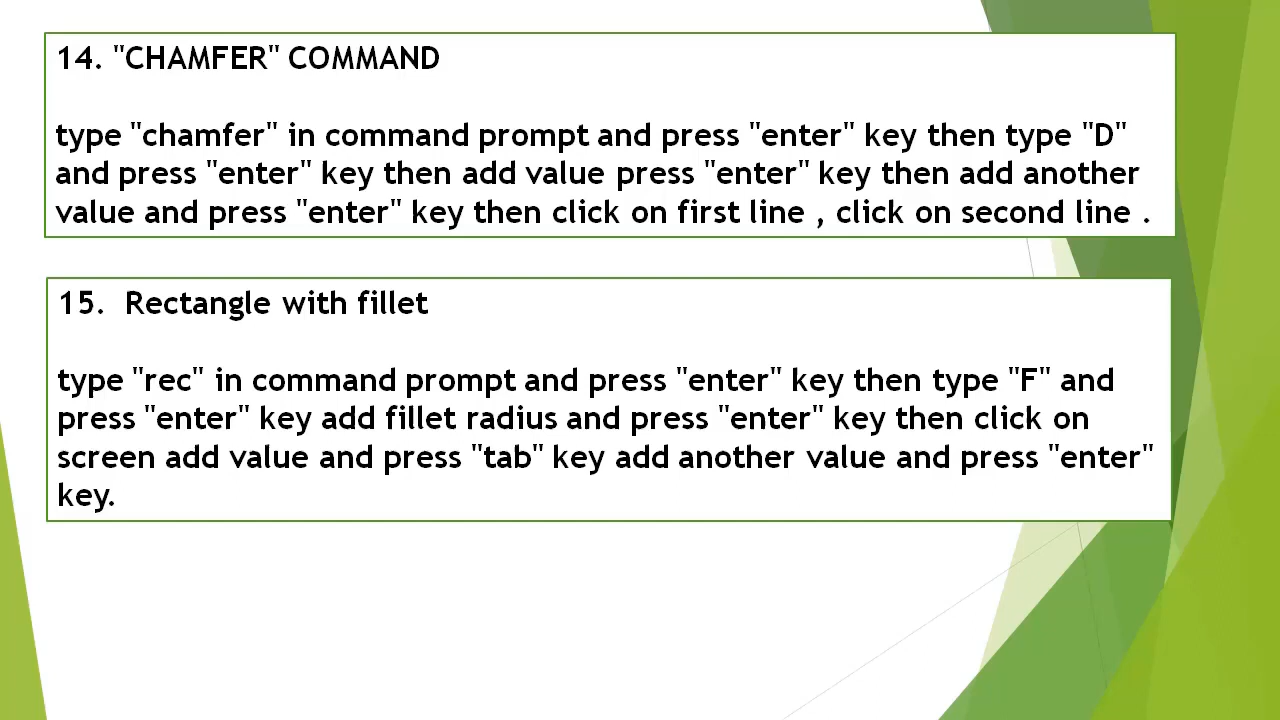 14. "CHAMFER" COMMAND
type "chamfer" in command prompt and press "enter" key then type "D"
and press "enter" key then add value press "enter" key then add another
value and press "enter" key then click on first line , click on second line .
15.  Rectangle with fillet
type "rec" in command prompt and press "enter" key then type "F" and
press "enter" key add fillet radius and press "enter" key then click on
screen add value and press "tab" key add another value and press "enter"
key.